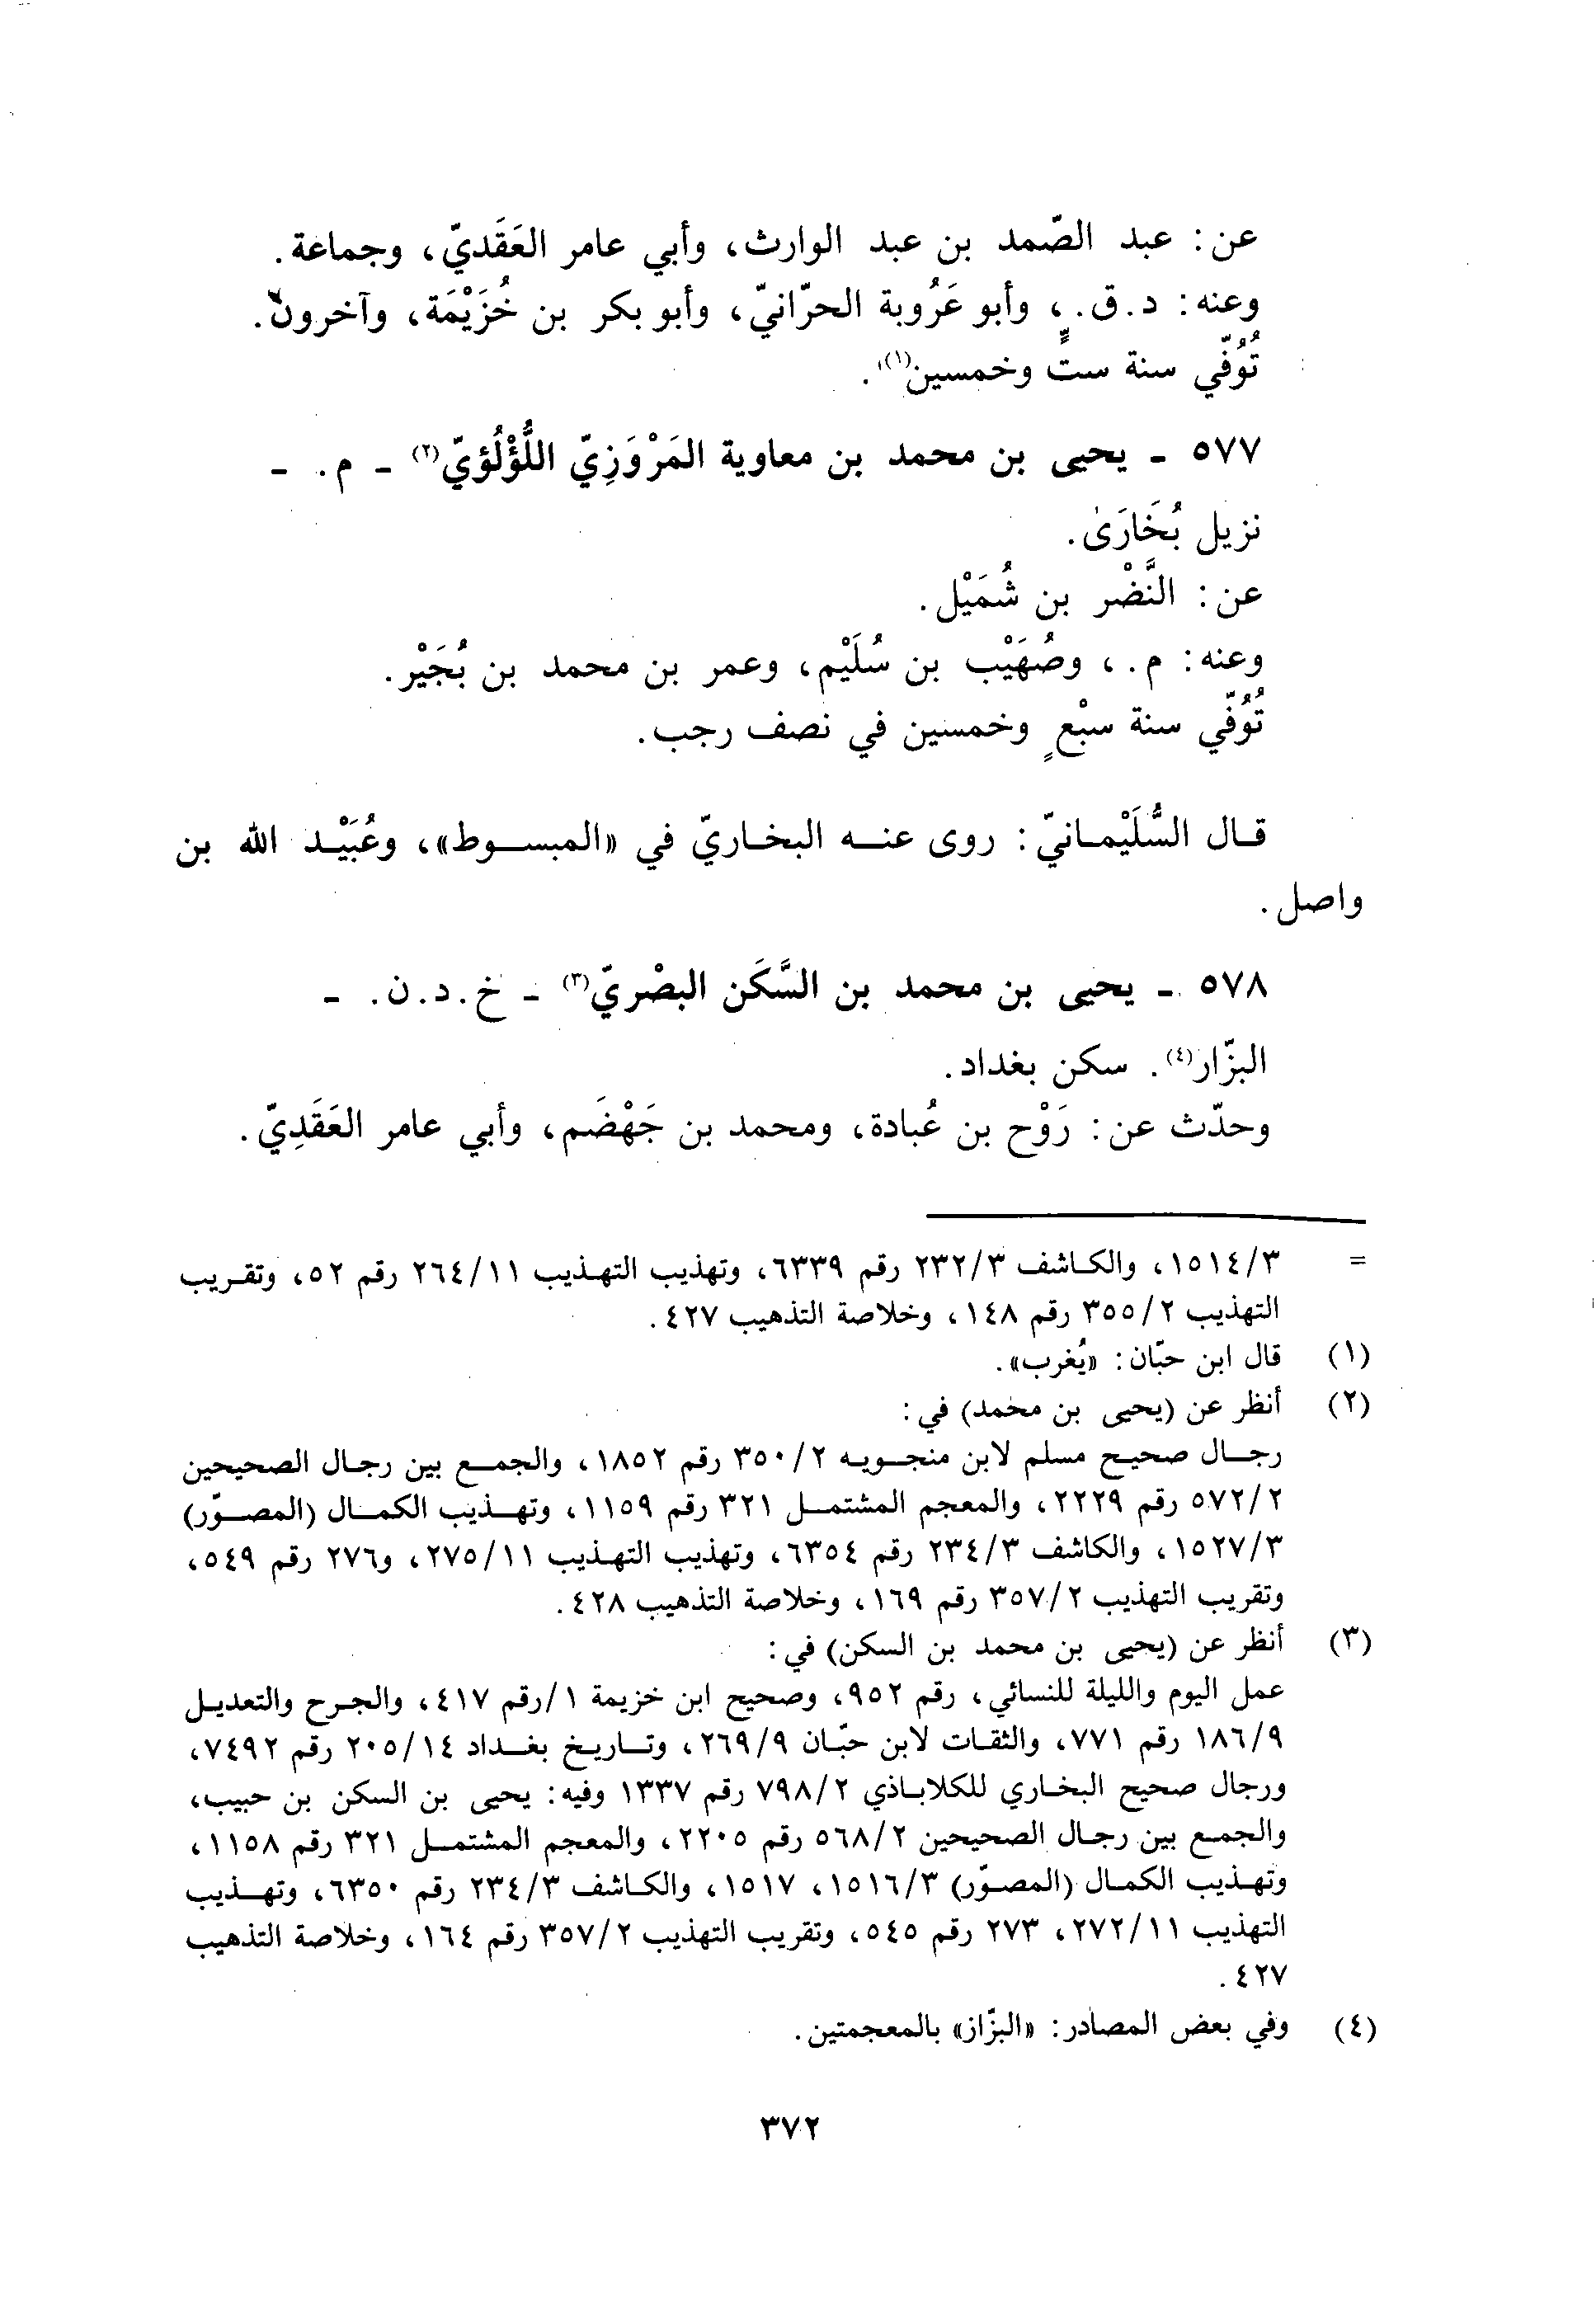 عن: عبد الصّمد بن عبد الوارث، وأبي عامر العَقَديّ، وجماعة.
وعنه: د. ق.، وأبو عَرُوبة الحرّانيّ، وأبو بكر بن خُزَيْمَة، وآخرون.
تُوُفّي سنة ستٍّ وخمسين(١).
٥٧٧ - يحيى بن محمد بن معاوية المَرْوَزِيّ اللُّؤْلُؤيّ(٢) - م. -
نزيل بُخَارَىٰ.
عن: النَّضْر بن شُمَيْل.
وعنه: م.، وصُهَيْب بن سُلَيْم، وعمر بن محمد بن بُجَيْر.
تُوُفّي سنة سبْعٍ وخمسين في نصف رجب.
قال السُّلَيْمانيّ: روى عنه البخاريّ في «المبسوط»، وعُبَيْد الله بن
واصل.
٥٧٨ - يحيى بن محمد بن السَّكَن البصْريّ(٣) - خ. د. ن. -
البزّار(٤). سكن بغداد.
وحدّث عن: رَوْح بن عُبادة، ومحمد بن جَهْضَم، وأبي عامر العَقَدِيّ.
= ١٥١٤/٣، والكاشف ٢٣٢/٣ رقم ٦٣٣٩، وتهذيب التهذيب ٢٦٤/١١ رقم ٥٢، وتقريب
التهذيب ٣٥٥/٢ رقم ١٤٨، وخلاصة التذهيب ٤٢٧.
(١) قال ابن حبّان: «يُغرب».
(٢) أنظر عن (يحيى بن محمد) في:
رجال صحيح مسلم لابن منجويه ٣٥٠/٢ رقم ١٨٥٢، والجمع بين رجال الصحيحين
٥٧٢/٢ رقم ٢٢٢٩، والمعجم المشتمل ٣٢١ رقم ١١٥٩، وتهذيب الكمال (المصوّر)
١٥٢٧/٣، والكاشف ٢٣٤/٣ رقم ٦٣٥٤، وتهذيب التهذيب ٢٧٥/١١، و٢٧٦ رقم ٥٤٩،
وتقريب التهذيب ٣٥٧/٢ رقم ١٦٩، وخلاصة التذهيب ٤٢٨.
(٣) أنظر عن (يحيى بن محمد بن السكن) في:
عمل اليوم والليلة للنسائي، رقم ٩٥٢، وصحيح ابن خزيمة ١/رقم ٤١٧، والجرح والتعديل
١٨٦/٩ رقم ٧٧١، والثقات لابن حبّان ٢٦٩/٩، وتاريخ بغداد ٢٠٥/١٤ رقم ٧٤٩٢،
ورجال صحيح البخاري للكلاباذي ٧٩٨/٢ رقم ١٣٣٧ وفيه: يحيى بن السكن بن حبيب،
والجمع بين رجال الصحيحين ٥٦٨/٢ رقم ٢٢٠٥، والمعجم المشتمل ٣٢١ رقم ١١٥٨،
وتهذيب الكمال (المصوّر) ١٥١٦/٣، ١٥١٧، والكاشف ٢٣٤/٣ رقم ٦٣٥٠، وتهذيب
التهذيب ٢٧٢/١١، ٢٧٣ رقم ٥٤٥، وتقريب التهذيب ٣٥٧/٢ رقم ١٦٤، وخلاصة التذهيب
٤٢٧.
(٤) وفي بعض المصادر: «البزّاز» بالمعجمتين.
٣٧٢